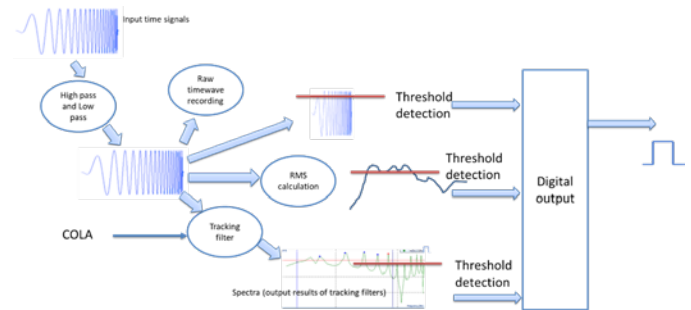 Input time signals
High pass
and Low
pass
Raw
timewave
recording
Threshold
detection
RMS
calculation
Threshold
detection
Digital
output
COLA
Tracking
filter
Spectra (output results of tracking filters)
Threshold
detection